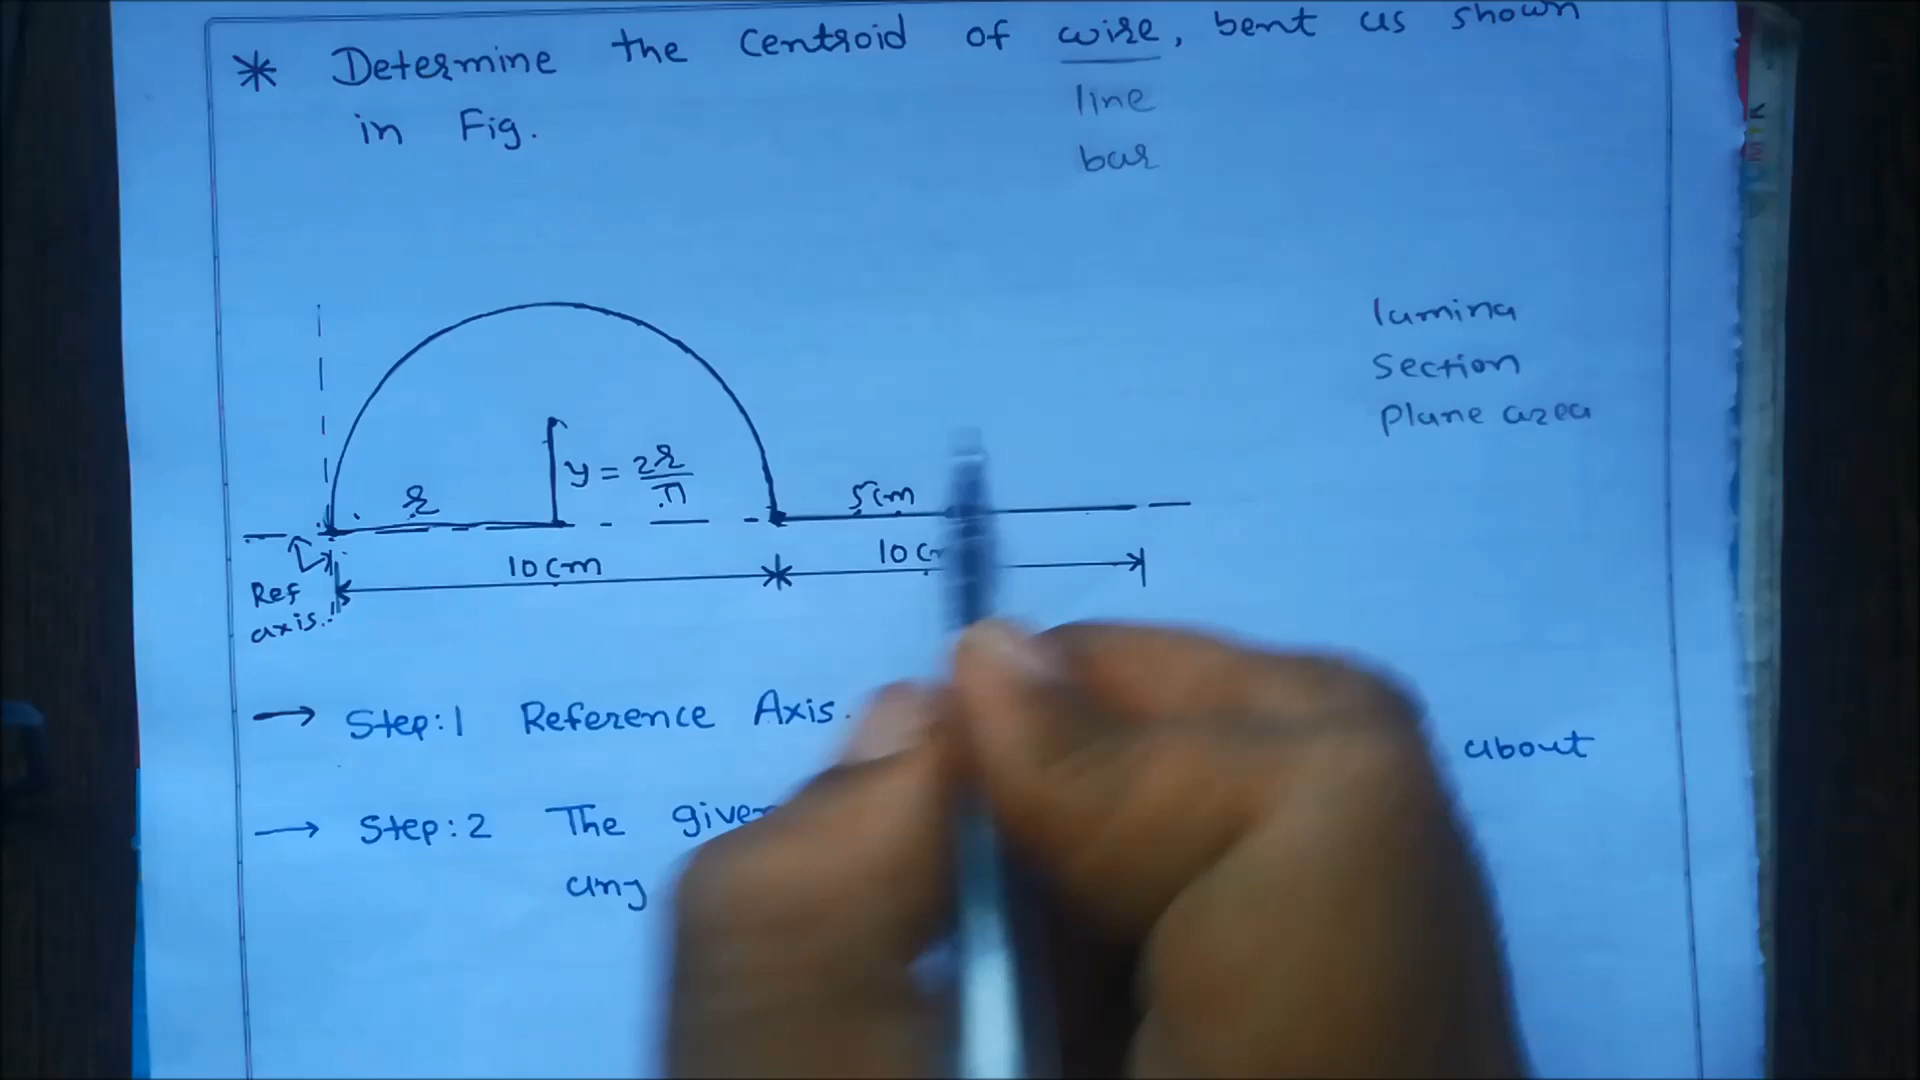 * Determine the Centroid of wire, bent as shown
in Fig.
line
bar
lamina
Section
Plane area
r
y = 2r/π
5cm
10cm
10c
Ref
axis.
→ Step:1 Reference Axis.
about
→ Step:2 The given
any